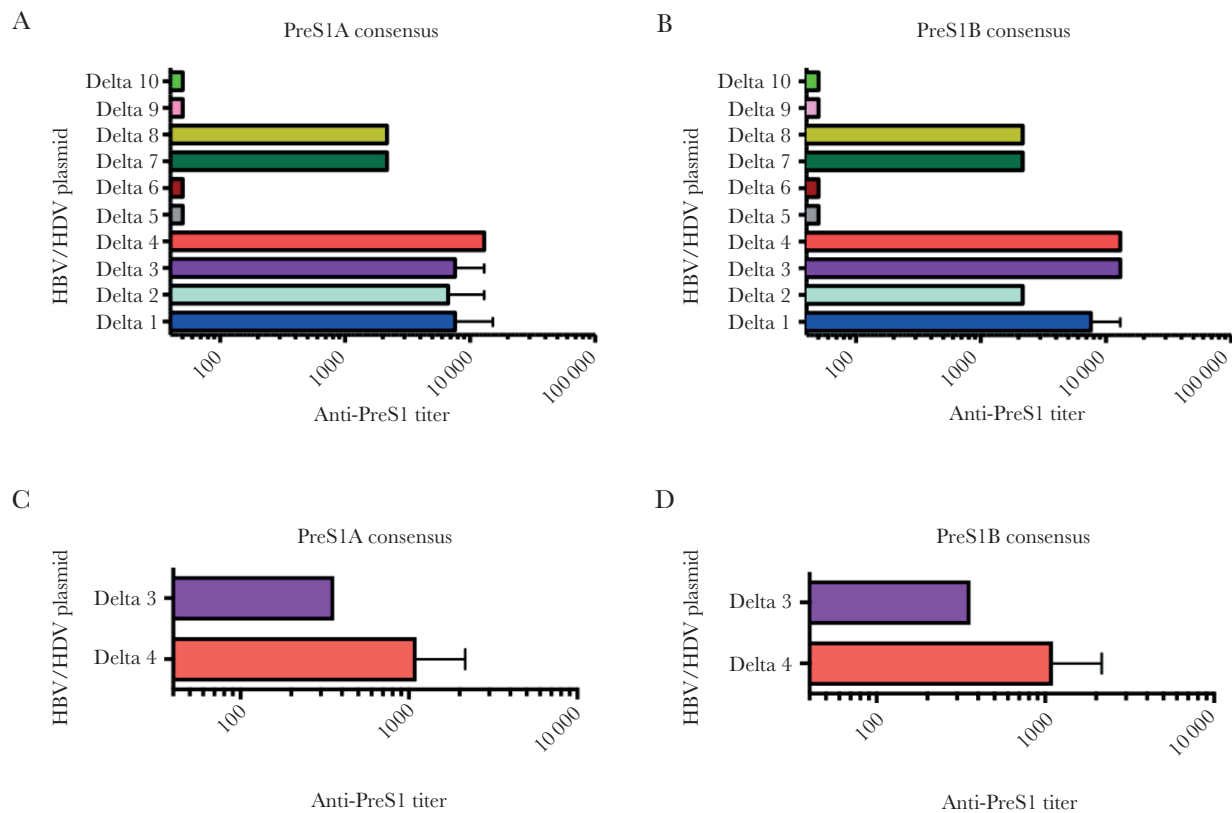 A
PreS1A consensus
HBV/HDV plasmid
Delta 10
Delta 9
Delta 8
Delta 7
Delta 6
Delta 5
Delta 4
Delta 3
Delta 2
Delta 1
100
1000
10 000
100 000
Anti-PreS1 titer
B
PreS1B consensus
HBV/HDV plasmid
Delta 10
Delta 9
Delta 8
Delta 7
Delta 6
Delta 5
Delta 4
Delta 3
Delta 2
Delta 1
100
1000
10 000
100 000
Anti-PreS1 titer
C
PreS1A consensus
HBV/HDV plasmid
Delta 3
Delta 4
100
1000
10 000
Anti-PreS1 titer
D
PreS1B consensus
HBV/HDV plasmid
Delta 3
Delta 4
100
1000
10 000
Anti-PreS1 titer